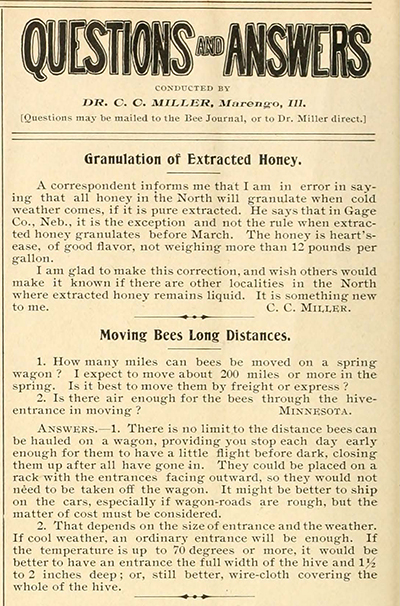 QUESTIONS AND ANSWERS
CONDUCTED BY
DR. C. C. MILLER, Marengo, Ill.
[Questions may be mailed to the Bee Journal, or to Dr. Miller direct.]
Granulation of Extracted Honey.
A correspondent informs me that I am in error in say-
ing that all honey in the North will granulate when cold
weather comes, if it is pure extracted. He says that in Gage
Co., Neb., it is the exception and not the rule when extrac-
ted honey granulates before March. The honey is heart's-
ease, of good flavor, not weighing more than 12 pounds per
gallon.
I am glad to make this correction, and wish others would
make it known if there are other localities in the North
where extracted honey remains liquid. It is something new
to me. C. C. MILLER.
Moving Bees Long Distances.
1. How many miles can bees be moved on a spring
wagon ? I expect to move about 200 miles or more in the
spring. Is it best to move them by freight or express ?
2. Is there air enough for the bees through the hive-
entrance in moving ? MINNESOTA.
ANSWERS.—1. There is no limit to the distance bees can
be hauled on a wagon, providing you stop each day early
enough for them to have a little flight before dark, closing
them up after all have gone in. They could be placed on a
rack with the entrances facing outward, so they would not
need to be taken off the wagon. It might be better to ship
on the cars, especially if wagon-roads are rough, but the
matter of cost must be considered.
2. That depends on the size of entrance and the weather.
If cool weather, an ordinary entrance will be enough. If
the temperature is up to 70 degrees or more, it would be
better to have an entrance the full width of the hive and 1½
to 2 inches deep ; or, still better, wire-cloth covering the
whole of the hive.